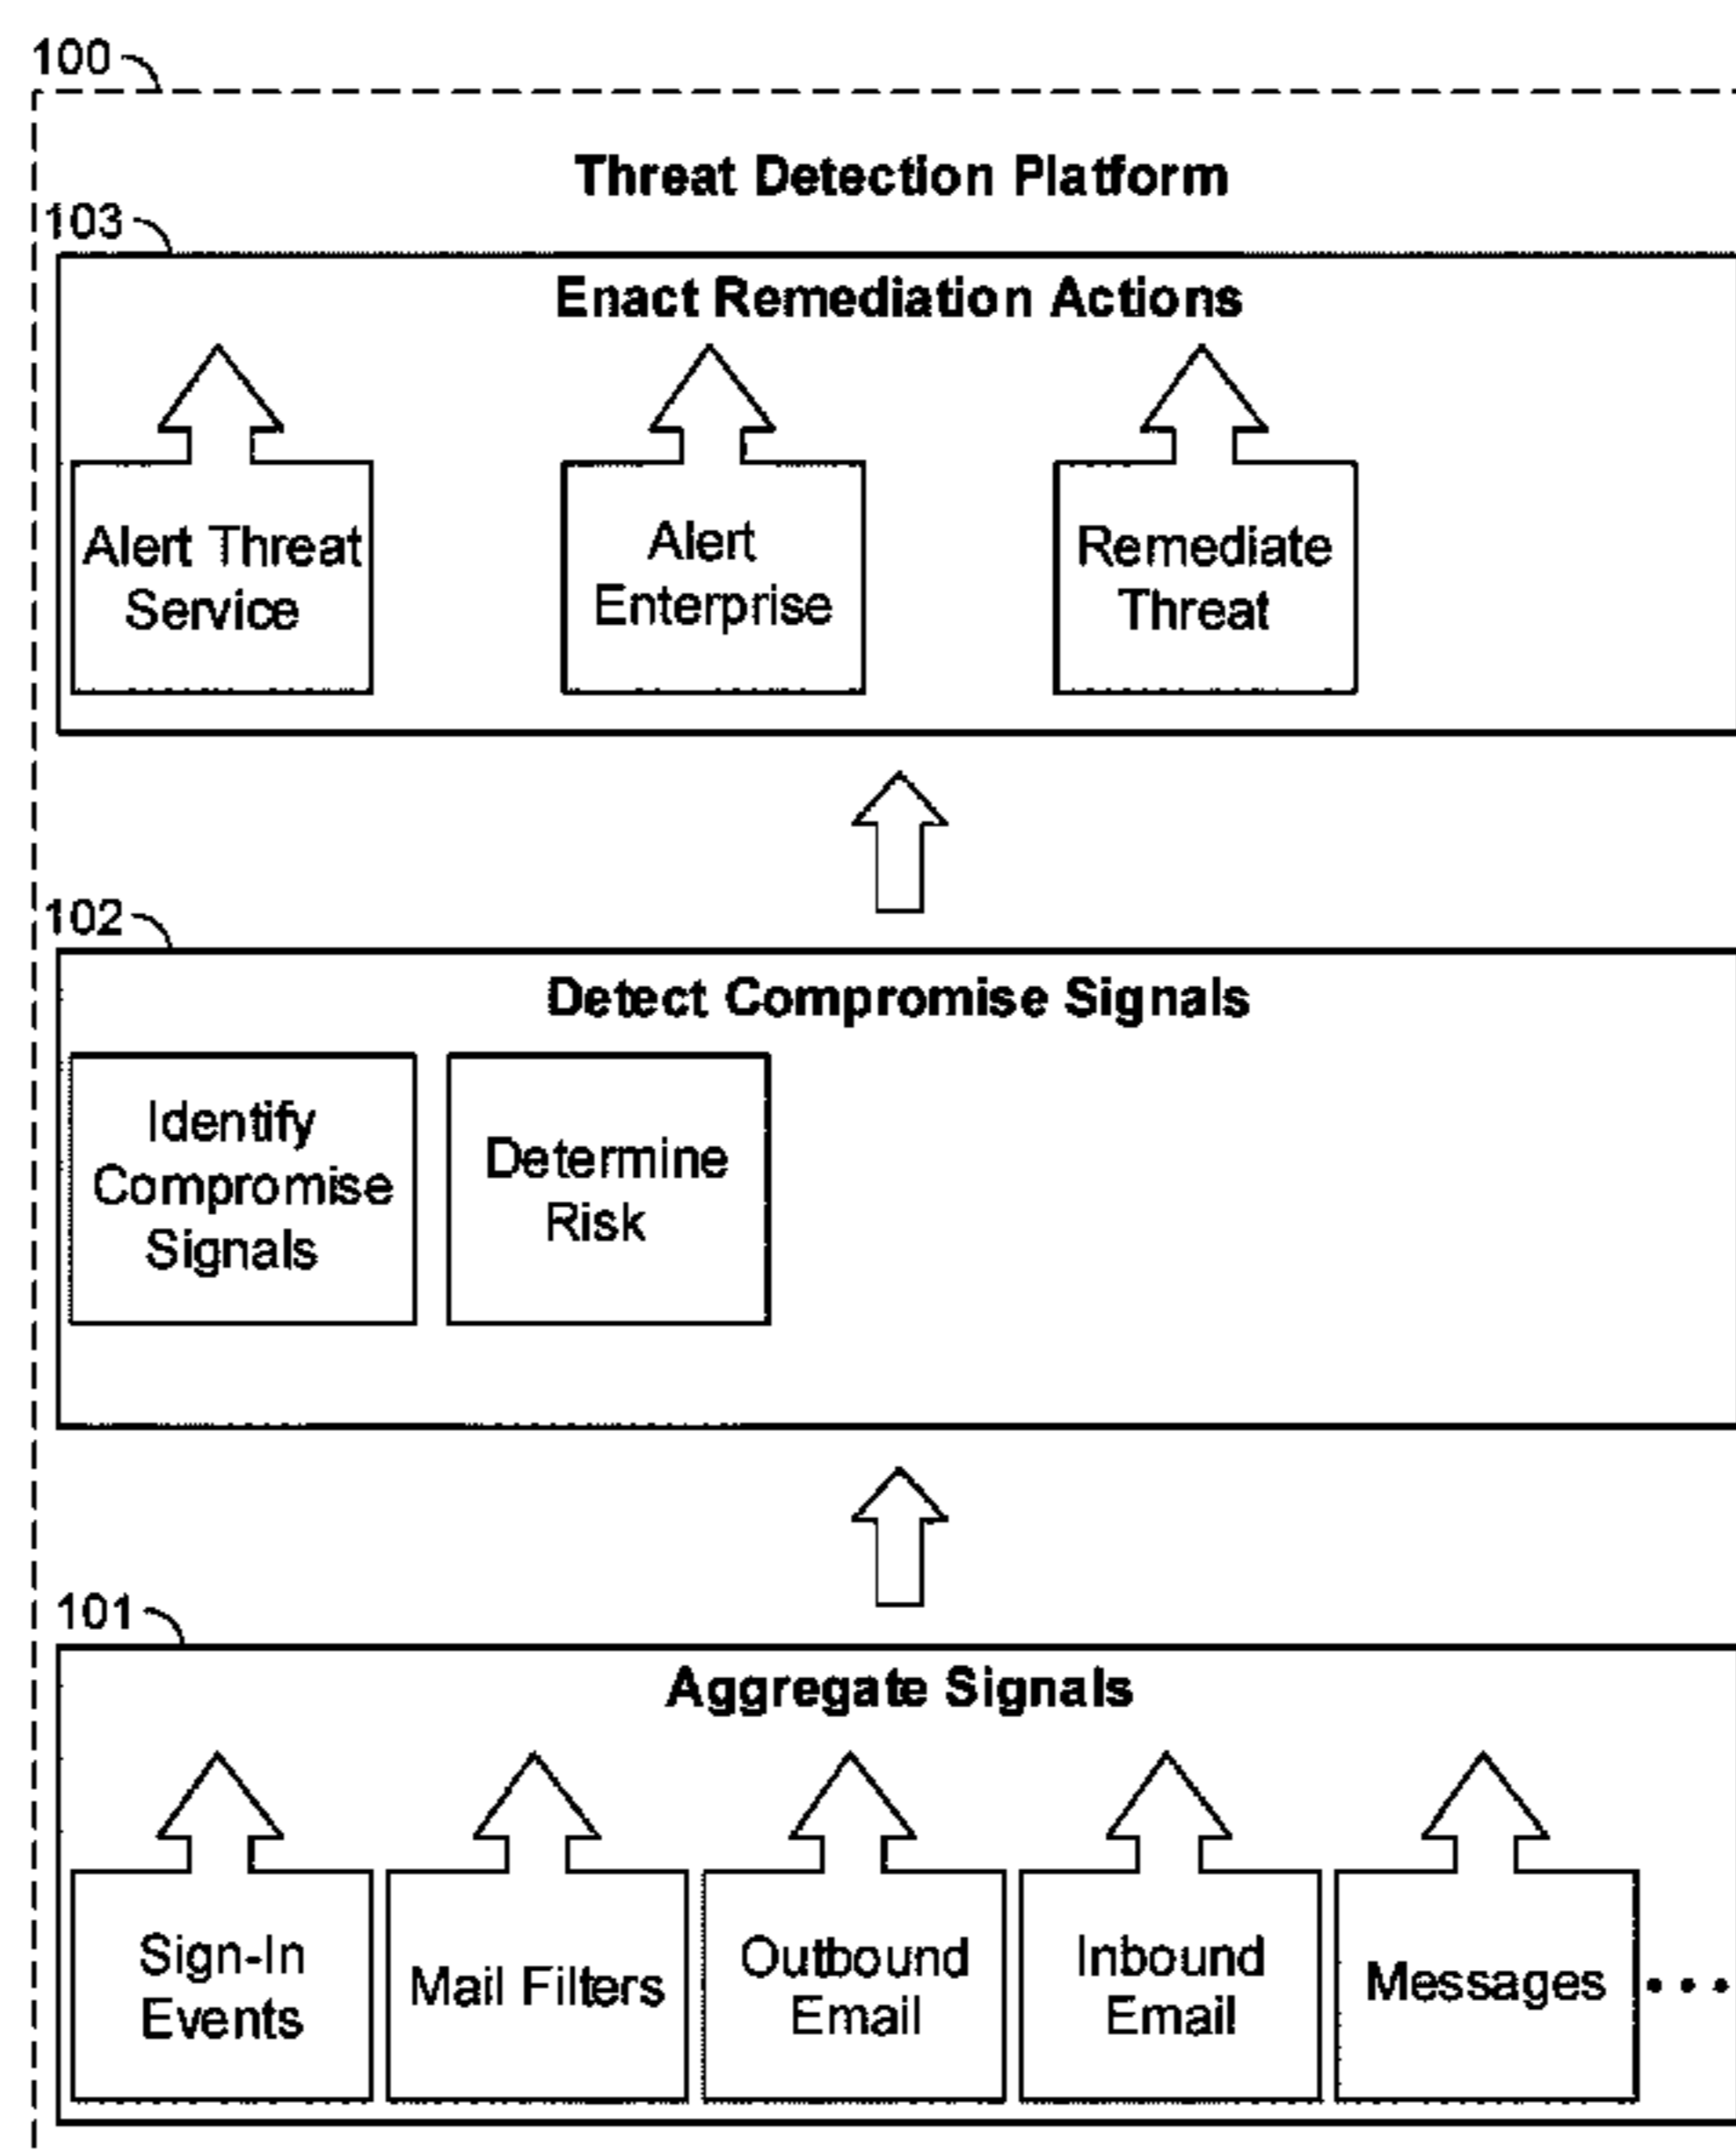 100
Threat Detection Platform
103
Enact Remediation Actions
Alert Threat
Service
Alert
Enterprise
Remediate
Threat
102
Detect Compromise Signals
Identify
Compromise
Signals
Determine
Risk
101
Aggregate Signals
Sign-In
Events
Mail Filters
Outbound
Email
Inbound
Email
Messages
• • •